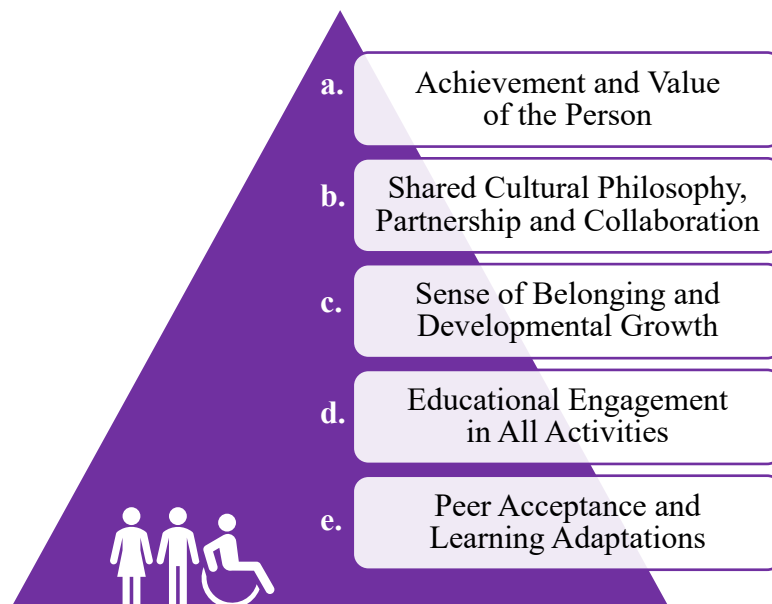 a. Achievement and Value
of the Person
b. Shared Cultural Philosophy,
Partnership and Collaboration
c. Sense of Belonging and
Developmental Growth
d. Educational Engagement
in All Activities
e. Peer Acceptance and
Learning Adaptations